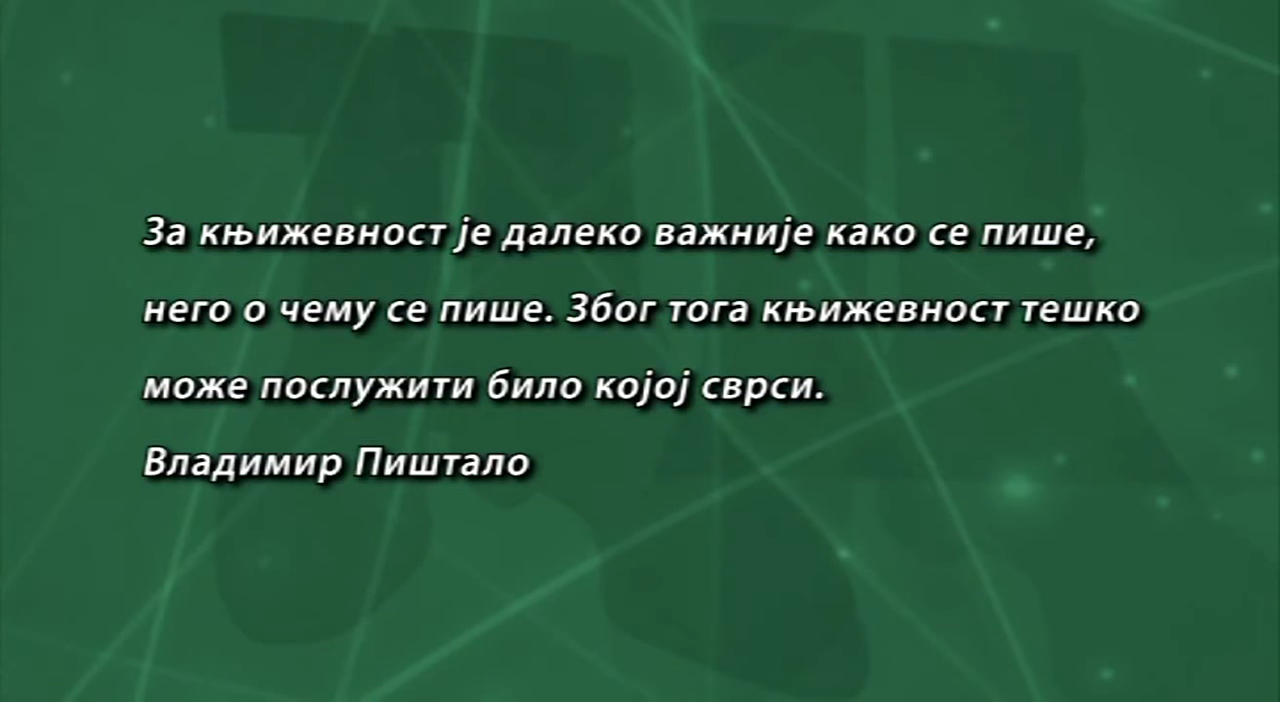 За књижевност је далеко важније како се пише,
него о чему се пише. Због тога књижевност тешко
може послужити било којој сврси.
Владимир Пиштало